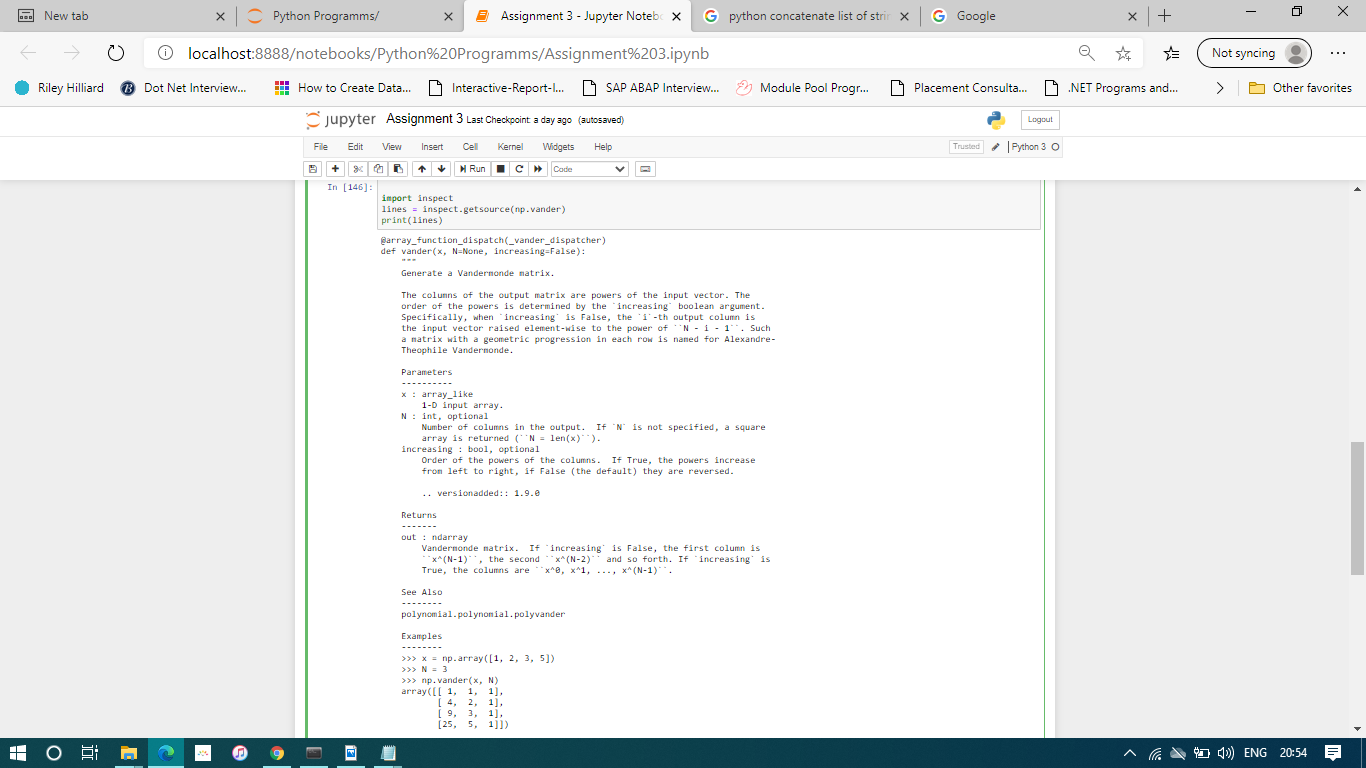 New tab
Python Programms/
Assignment 3 - Jupyter Notebo
python concatenate list of strin
Google
localhost:8888/notebooks/Python%20Programms/Assignment%203.ipynb
Not syncing
Riley Hilliard
B
Dot Net Interview...
How to Create Data...
Interactive-Report-I...
SAP ABAP Interview...
Module Pool Progr...
Placement Consulta...
.NET Programs and...
Other favorites
jupyter Assignment 3 Last Checkpoint: a day ago (autosaved)
Logout
File Edit View Insert Cell Kernel Widgets Help
Trusted
Python 3 O
Run
Code
In [146]:
import inspect
lines = inspect.getsource(np.vander)
print(lines)
@array_function_dispatch(_vander_dispatcher)
def vander(x, N=None, increasing=False):
"""
Generate a Vandermonde matrix.
The columns of the output matrix are powers of the input vector. The
order of the powers is determined by the `increasing` boolean argument.
Specifically, when `increasing` is False, the `i`-th output column is
the input vector raised element-wise to the power of ``N - i - 1``. Such
a matrix with a geometric progression in each row is named for Alexandre-
Theophile Vandermonde.
Parameters
----------
x : array_like
1-D input array.
N : int, optional
Number of columns in the output.  If `N` is not specified, a square
array is returned (``N = len(x)``).
increasing : bool, optional
Order of the powers of the columns.  If True, the powers increase
from left to right, if False (the default) they are reversed.
.. versionadded:: 1.9.0
Returns
-------
out : ndarray
Vandermonde matrix.  If `increasing` is False, the first column is
``x^(N-1)``, the second ``x^(N-2)`` and so forth. If `increasing` is
True, the columns are ``x^0, x^1, ..., x^(N-1)``.
See Also
--------
polynomial.polynomial.polyvander
Examples
--------
>>> x = np.array([1, 2, 3, 5])
>>> N = 3
>>> np.vander(x, N)
array([[ 1,  1,  1],
[ 4,  2,  1],
[ 9,  3,  1],
[25,  5,  1]])
ENG 20:54